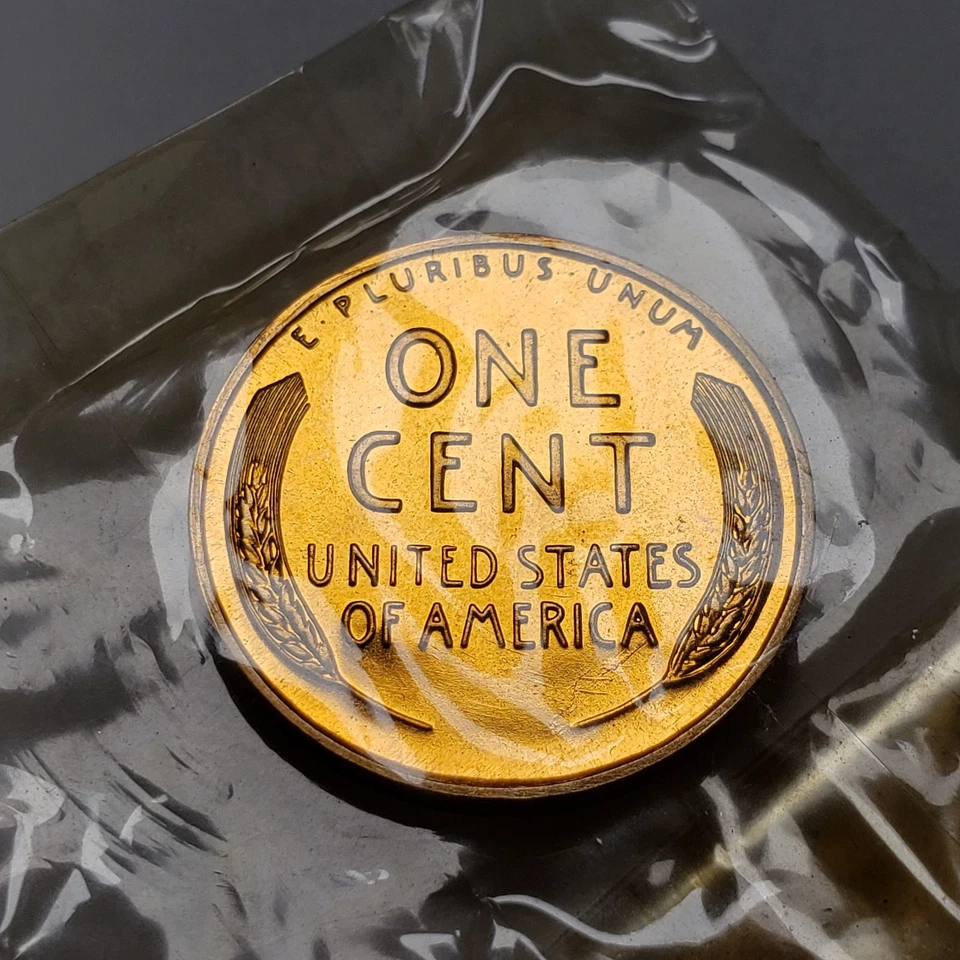 E PLURIBUS UNUM
ONE
CENT
UNITED STATES
OF AMERICA